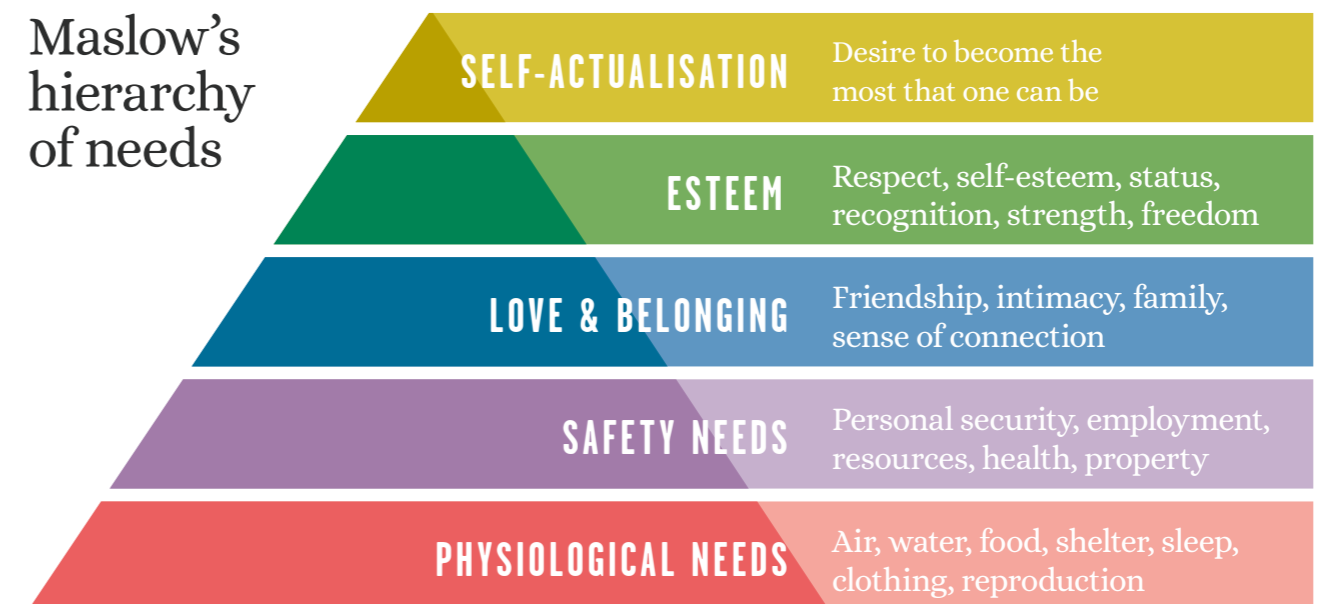 Maslow’s
hierarchy
of needs
SELF-ACTUALISATION
Desire to become the
most that one can be
ESTEEM
Respect, self-esteem, status,
recognition, strength, freedom
LOVE & BELONGING
Friendship, intimacy, family,
sense of connection
SAFETY NEEDS
Personal security, employment,
resources, health, property
PHYSIOLOGICAL NEEDS
Air, water, food, shelter, sleep,
clothing, reproduction